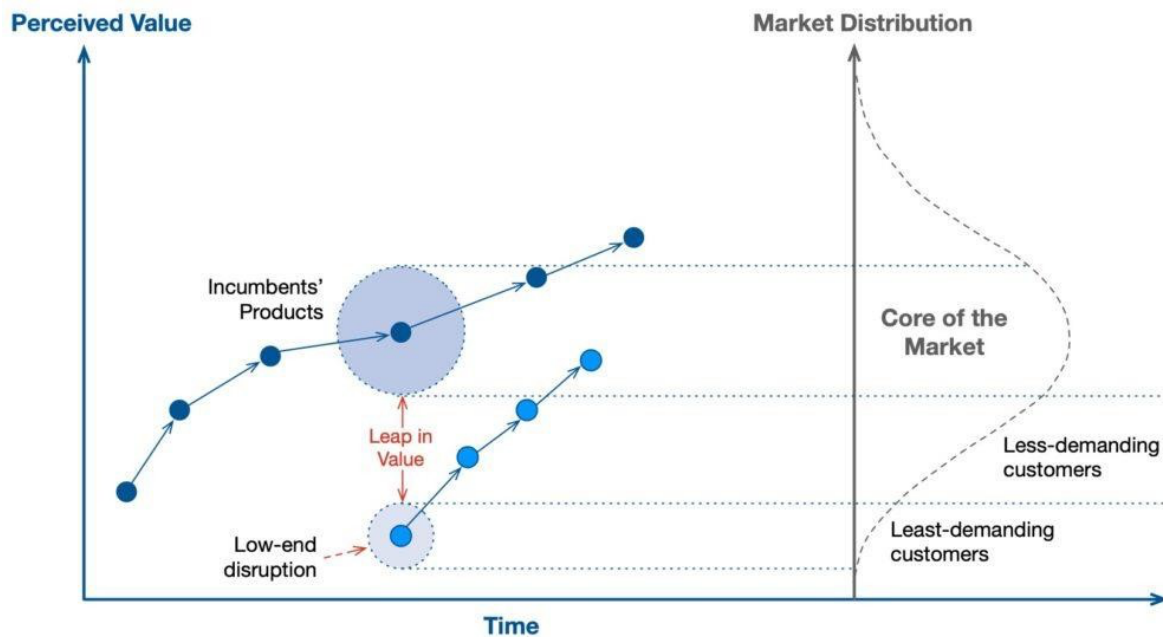 Perceived Value
Market Distribution
Incumbents’
Products
Core of the
Market
Leap in
Value
Less-demanding
customers
Low-end
disruption
Least-demanding
customers
Time